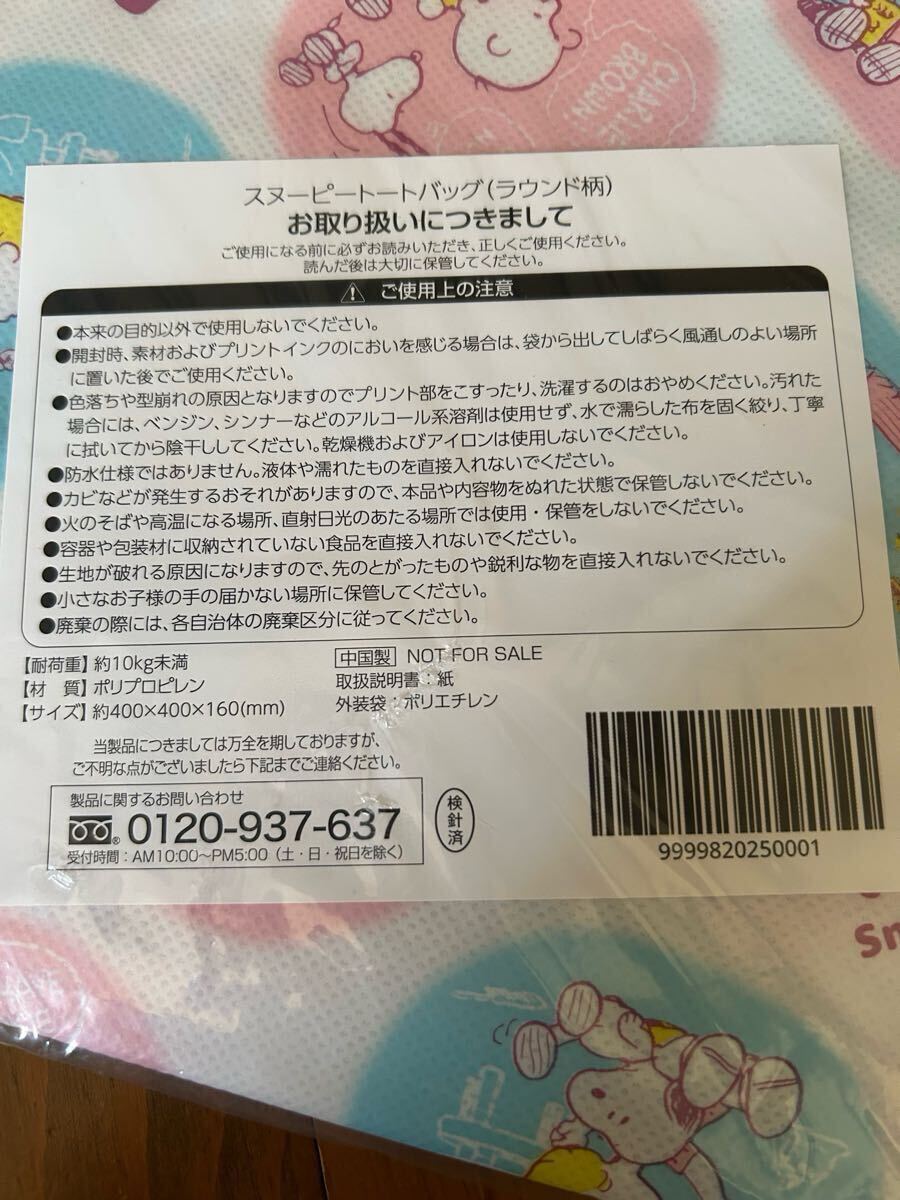 CHARLIE
BROWN!
スヌーピートートバッグ(ラウンド柄)
お取り扱いにつきまして
ご使用になる前に必ずお読みいただき、正しくご使用ください。
読んだ後は大切に保管してください。
ご使用上の注意
●本来の目的以外で使用しないでください。
●開封時、素材およびプリントインクのにおいを感じる場合は、袋から出してしばらく風通しのよい場所
に置いた後でご使用ください。
●色落ちや型崩れの原因となりますのでプリント部をこすったり、洗濯するのはおやめください。汚れた
場合には、ベンジン、シンナーなどのアルコール系溶剤は使用せず、水で濡らした布を固く絞り、丁寧
に拭いてから陰干ししてください。乾燥機およびアイロンは使用しないでください。
●防水仕様ではありません。液体や濡れたものを直接入れないでください。
●カビなどが発生するおそれがありますので、本品や内容物をぬれた状態で保管しないでください。
●火のそばや高温になる場所、直射日光のあたる場所では使用・保管をしないでください。
●容器や包装材に収納されていない食品を直接入れないでください。
●生地が破れる原因になりますので、先のとがったものや鋭利な物を直接入れないでください。
●小さなお子様の手の届かない場所に保管してください。
●廃棄の際には、各自治体の廃棄区分に従ってください。
【耐荷重】約10kg未満
【材 質】ポリプロピレン
【サイズ】約400×400×160(mm)
中国製 NOT FOR SALE
取扱説明書:紙
外装袋:ポリエチレン
当製品につきましては万全を期しておりますが、
ご不明な点がございましたら下記までご連絡ください。
製品に関するお問い合わせ
0120-937-637
受付時間:AM10:00〜PM5:00(土・日・祝日を除く)
検針済
9999820250001